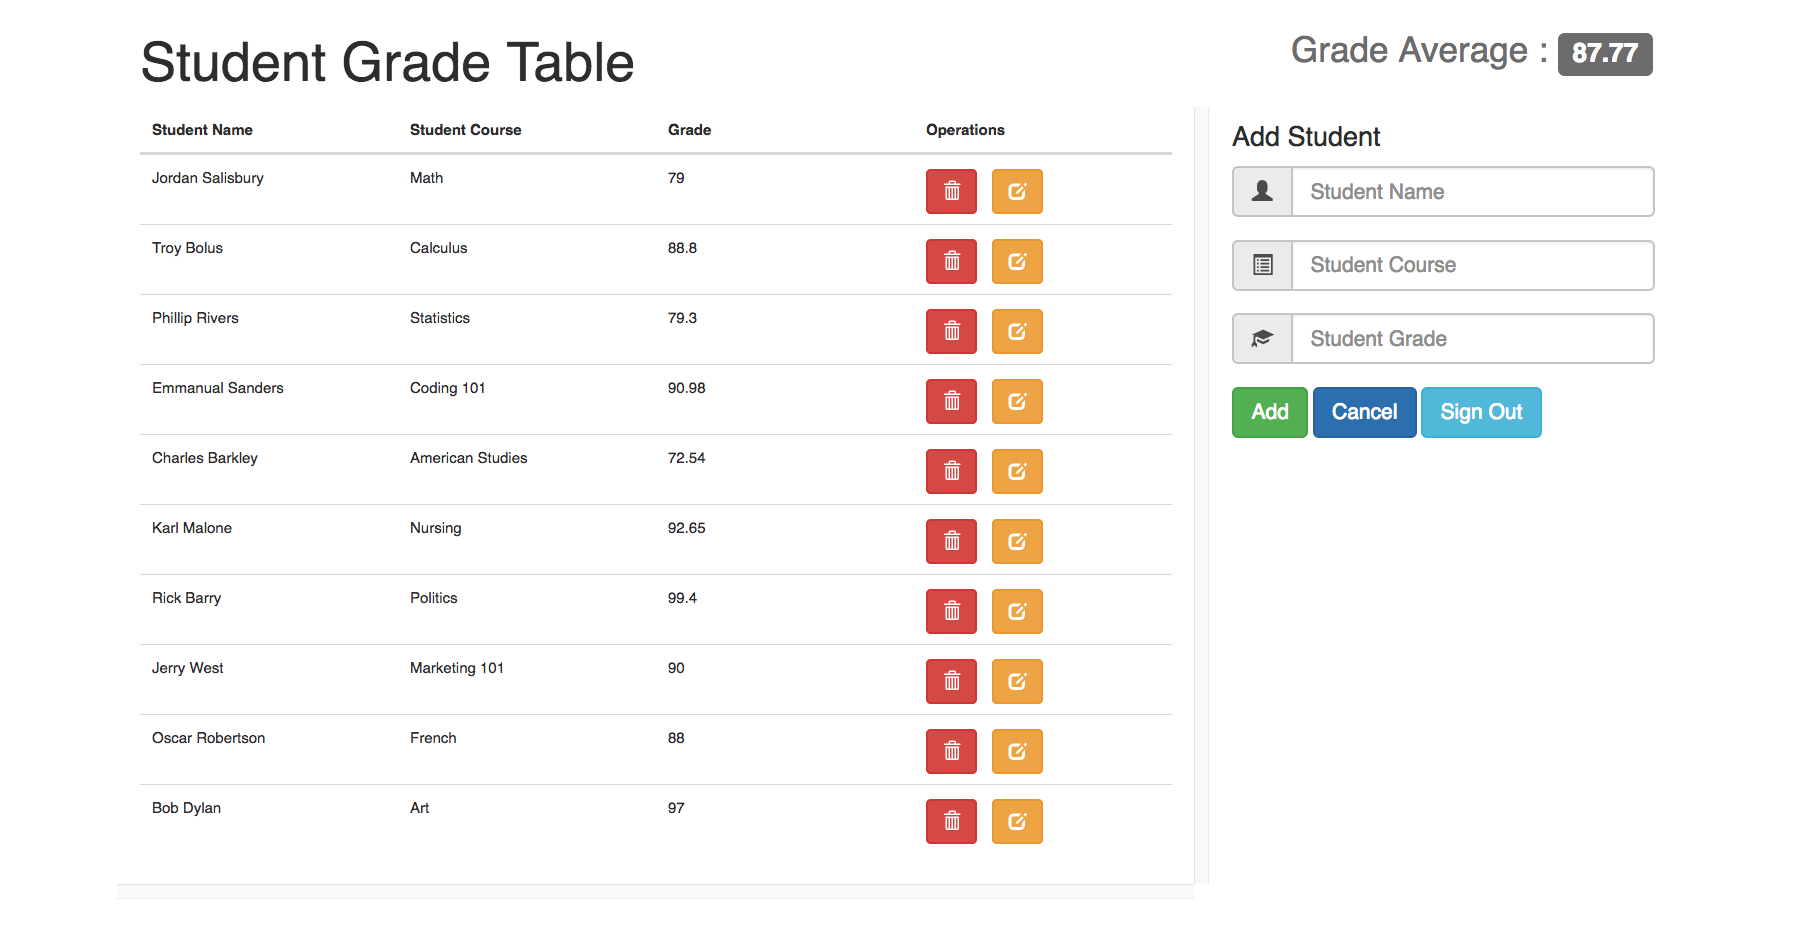 Student Grade Table
Grade Average : 87.77
Student Name Student Course Grade Operations
Jordan Salisbury Math 79
Troy Bolus Calculus 88.8
Phillip Rivers Statistics 79.3
Emmanual Sanders Coding 101 90.98
Charles Barkley American Studies 72.54
Karl Malone Nursing 92.65
Rick Barry Politics 99.4
Jerry West Marketing 101 90
Oscar Robertson French 88
Bob Dylan Art 97
Add Student
Student Name
Student Course
Student Grade
Add Cancel Sign Out